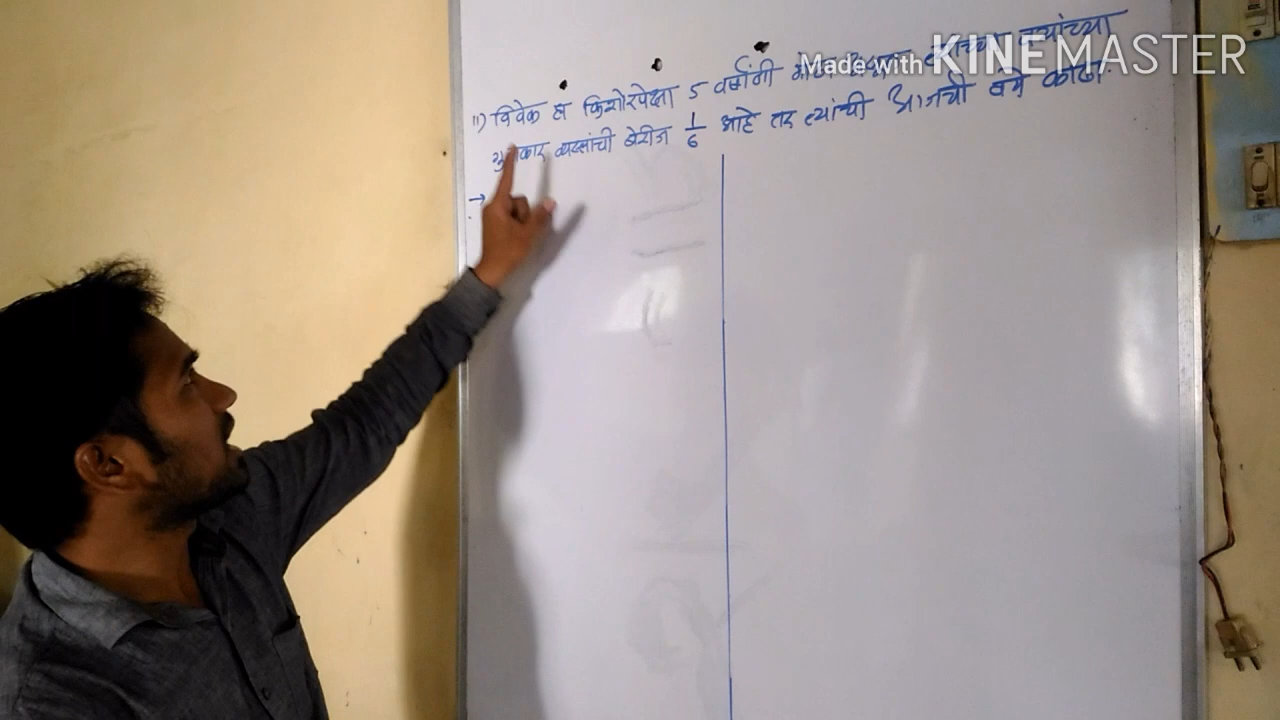 Made with KINEMASTER
11) विवेक हा किशोरपेक्षा 5 वर्षांनी त्यांच्या
गुणाकार व्यस्तांची बेरीज 1/6 आहे तर त्यांची आजची वये काढा.
→